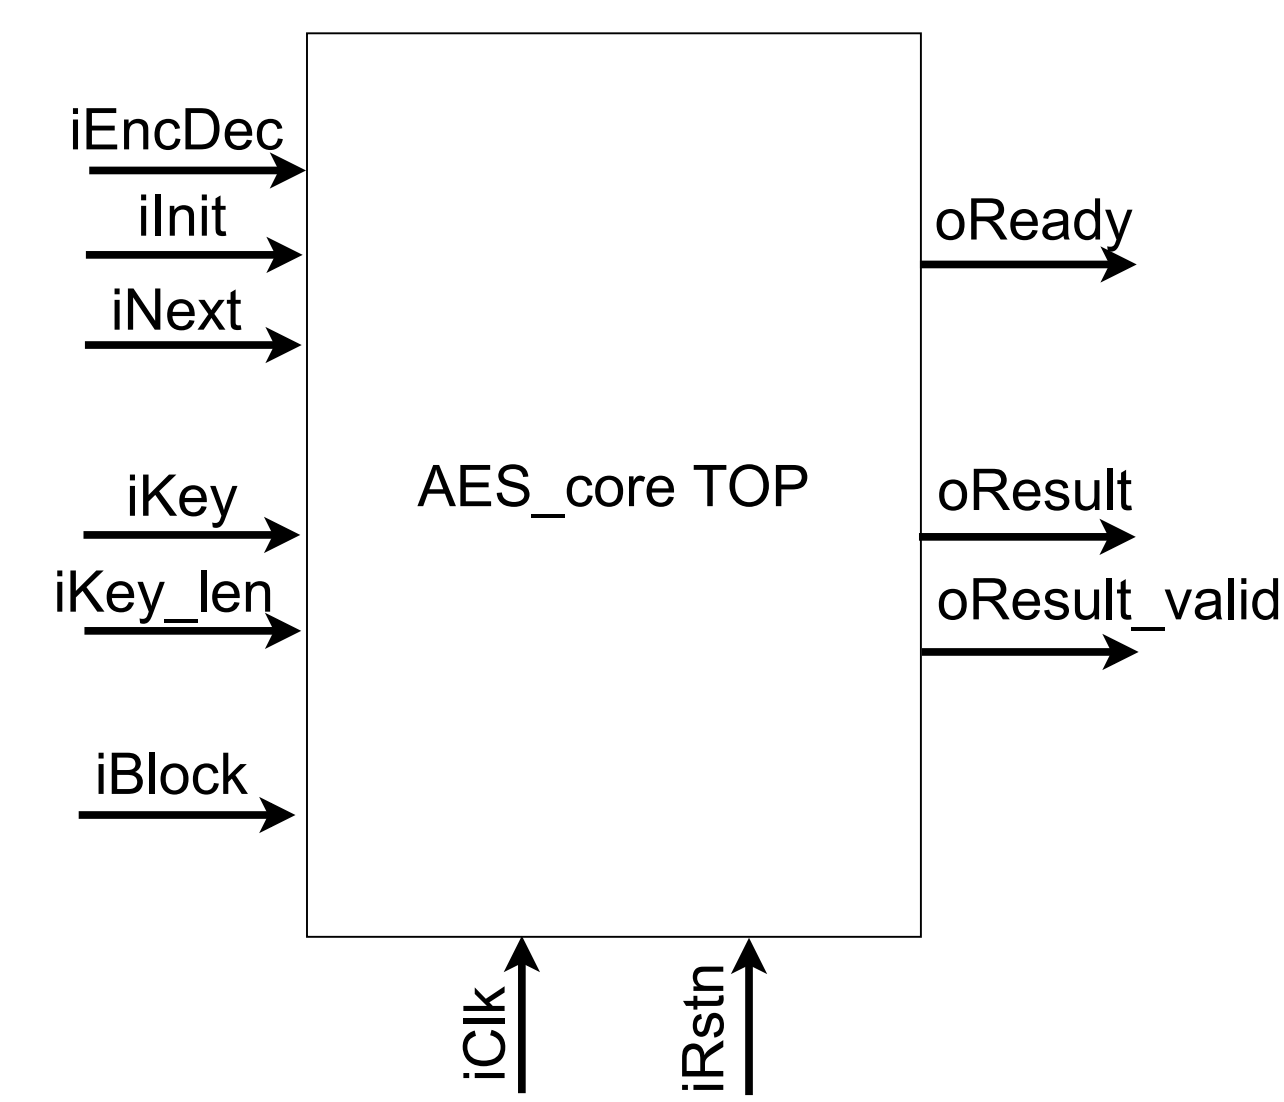 iEncDec
iInit
iNext
iKey
iKey_len
iBlock
AES_core TOP
oReady
oResult
oResult_valid
iClk
iRstn